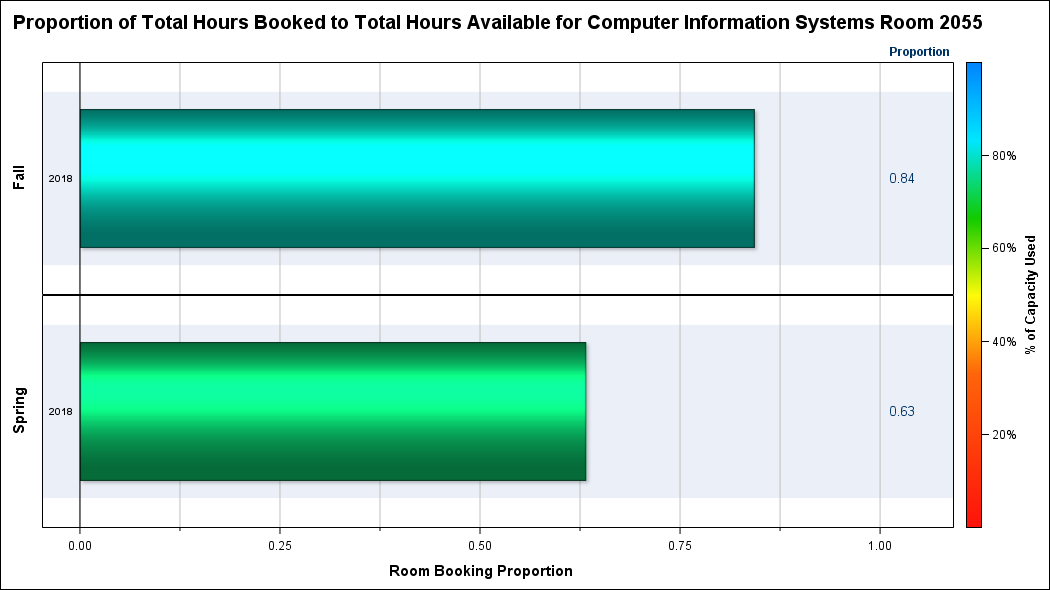 Proportion of Total Hours Booked to Total Hours Available for Computer Information Systems Room 2055
Proportion
Fall
2018
0.84
Spring
2018
0.63
80%
60%
40%
20%
% of Capacity Used
0.00 0.25 0.50 0.75 1.00
Room Booking Proportion